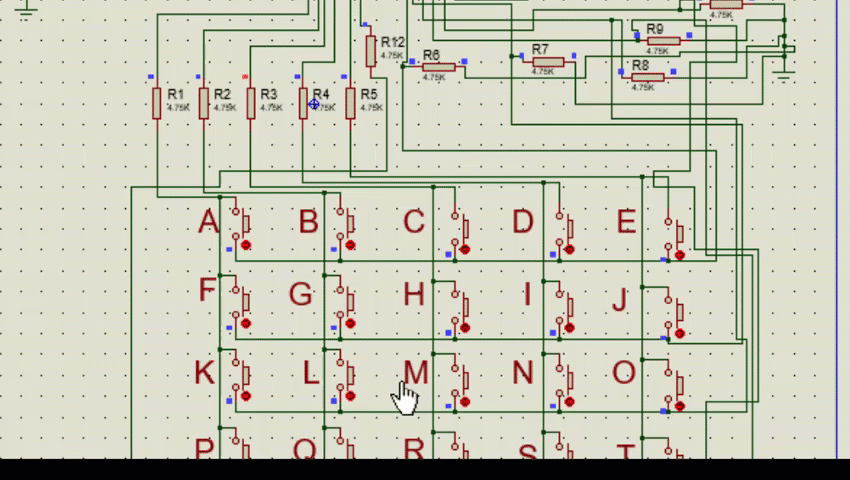 4.75K
R9
4.75K
R12
4.75K
R6
4.75K
R7
4.75K
R8
4.75K
R1
4.75K
R2
4.75K
R3
4.75K
R4
4.75K
R5
4.75K
A B C D E
F G H I J
K L M N O
P Q R S T